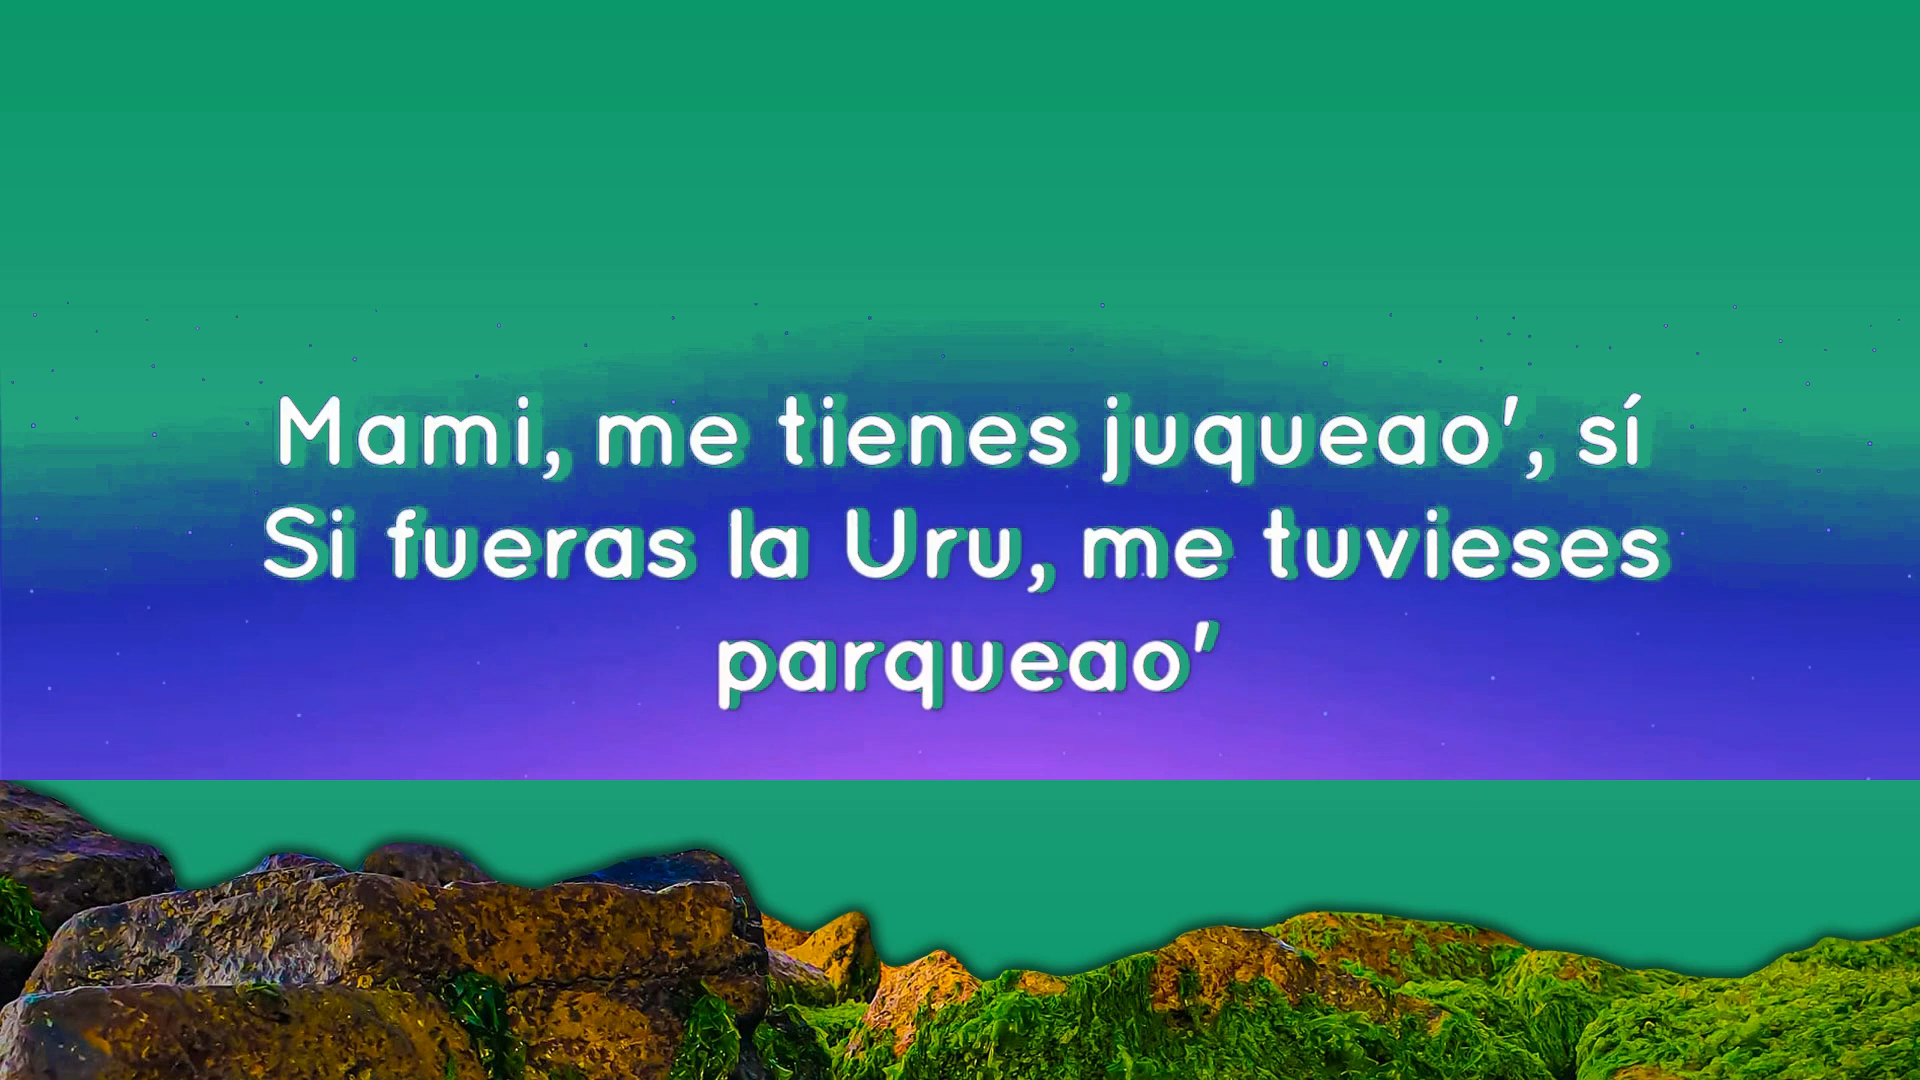 Mami, me tienes juqueao', sí
Si fueras la Uru, me tuvieses
parqueao'